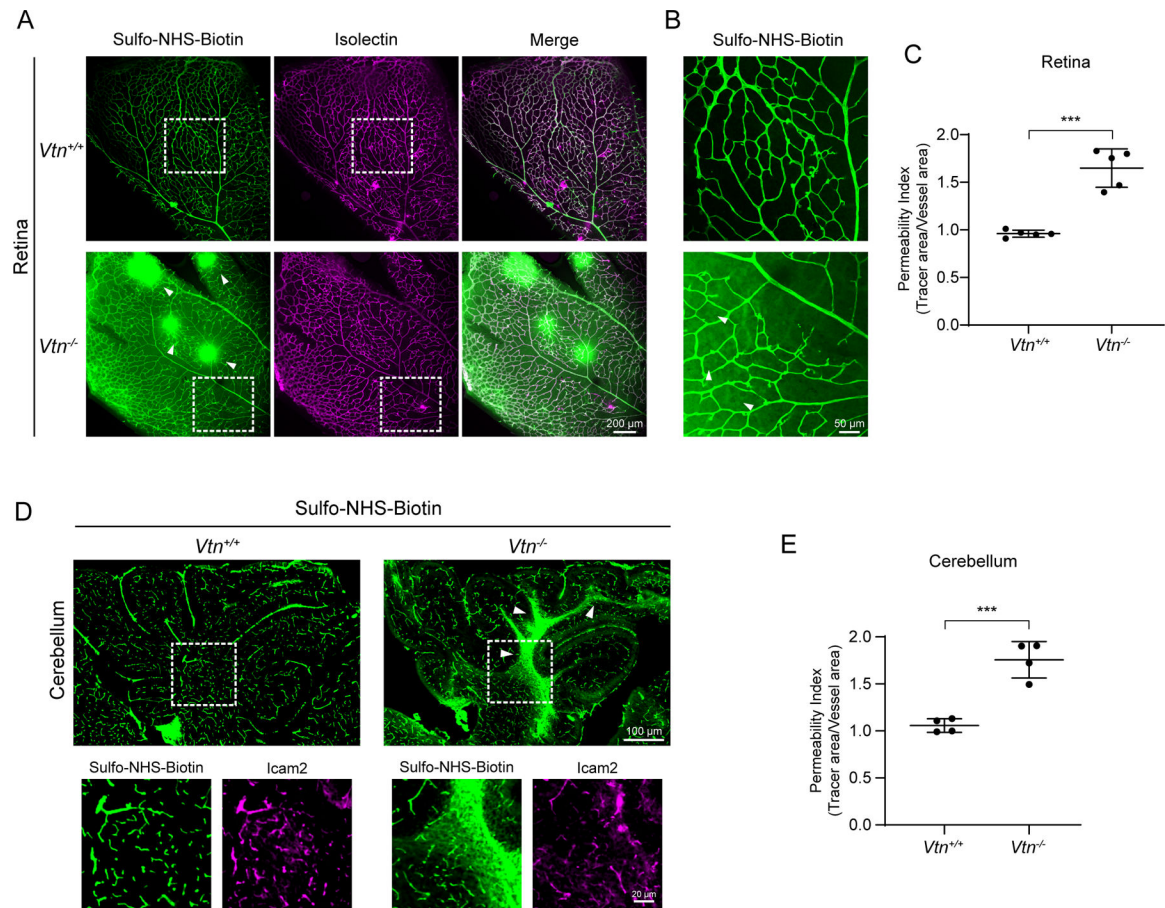 A
Sulfo-NHS-Biotin
Isolectin
Merge
Retina
Vtn+/+
Vtn-/-
200 µm
B
Sulfo-NHS-Biotin
50 µm
C
Retina
Permeability Index
(Tracer area/Vessel area)
2.0
1.5
1.0
0.5
0.0
***
Vtn+/+
Vtn-/-
D
Sulfo-NHS-Biotin
Vtn+/+
Vtn-/-
Cerebellum
100 µm
Sulfo-NHS-Biotin
Icam2
Sulfo-NHS-Biotin
Icam2
20 µm
E
Cerebellum
Permeability Index
(Tracer area/Vessel area)
2.0
1.5
1.0
0.5
0.0
***
Vtn+/+
Vtn-/-